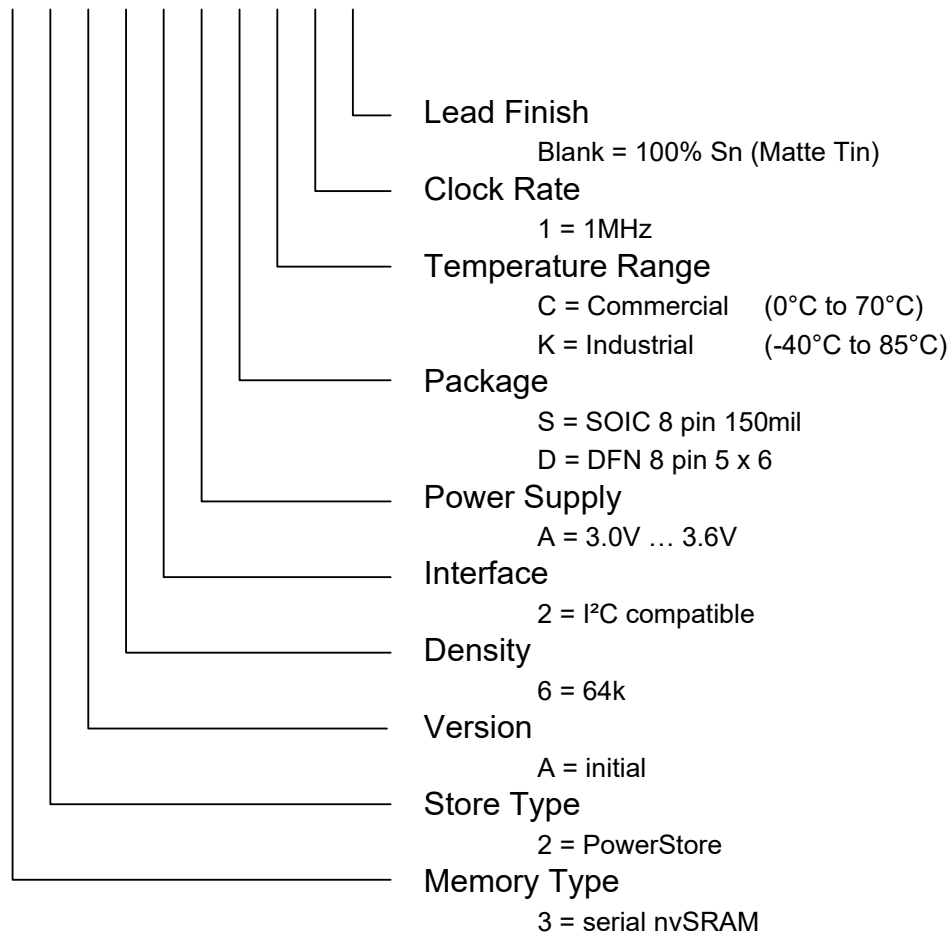 Lead Finish
Blank = 100% Sn (Matte Tin)
Clock Rate
1 = 1MHz
Temperature Range
C = Commercial (0°C to 70°C)
K = Industrial (-40°C to 85°C)
Package
S = SOIC 8 pin 150mil
D = DFN 8 pin 5 x 6
Power Supply
A = 3.0V … 3.6V
Interface
2 = I²C compatible
Density
6 = 64k
Version
A = initial
Store Type
2 = PowerStore
Memory Type
3 = serial nvSRAM